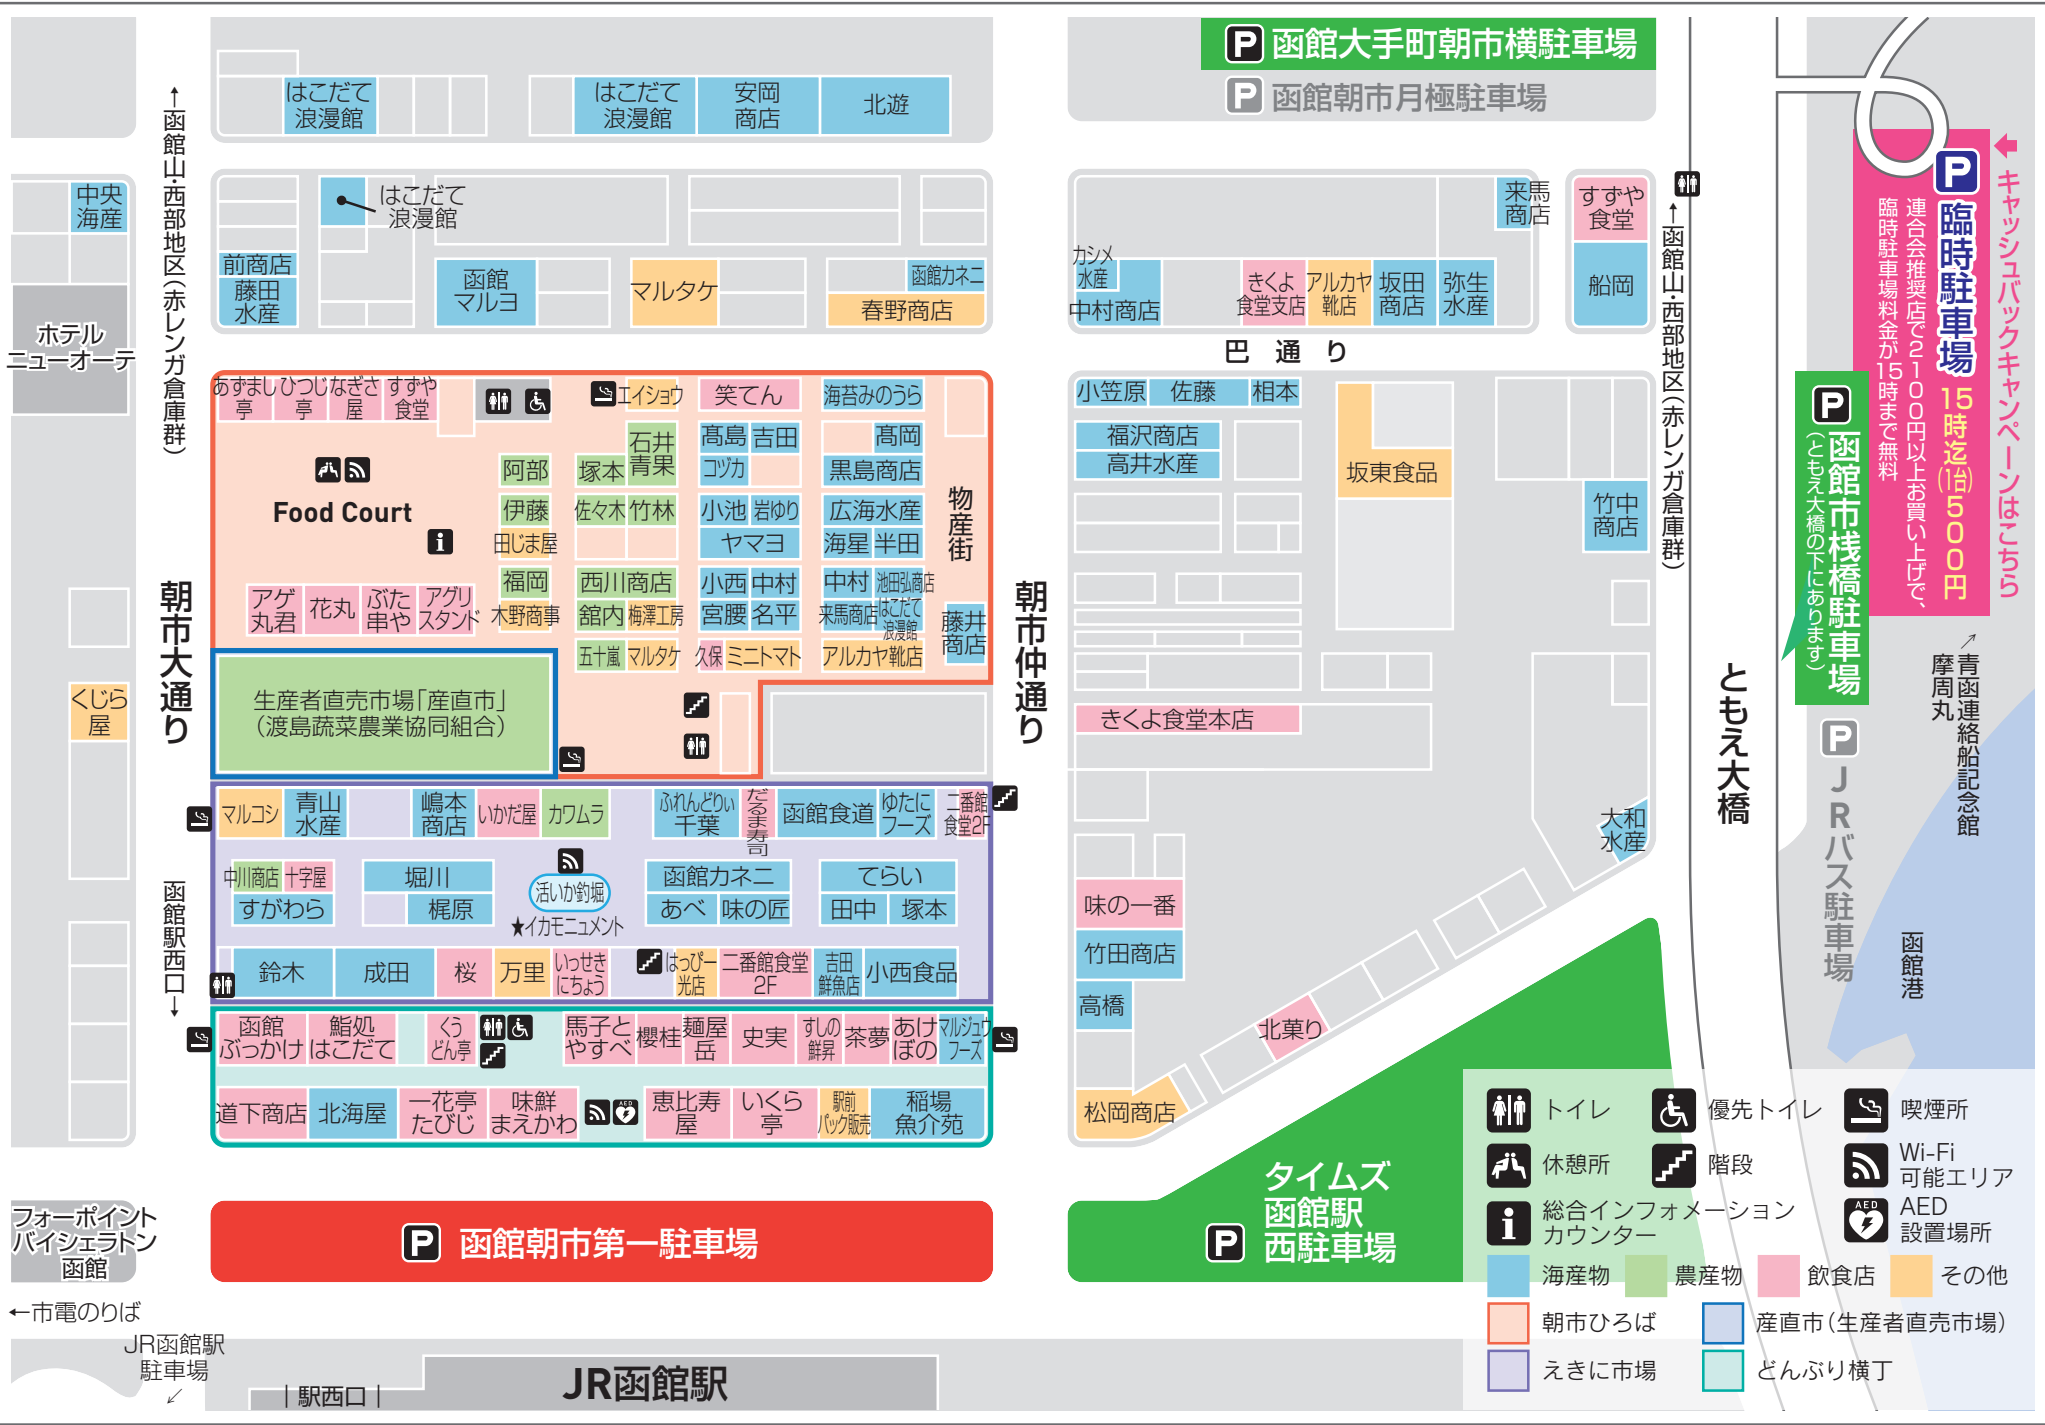 P 函館大手町朝市横駐車場
P 函館朝市月極駐車場
はこだて
浪漫館
はこだて
浪漫館
安岡
商店
北遊
←函館山・西部地区（赤レンガ倉庫群）
中央
海産
はこだて
浪漫館
前商店
藤田
水産
函館
マルヨ
マルタケ
函館カネニ
春野商店
カシメ
水産
中村商店
きくよ
食堂支店
アルカヤ
靴店
坂田
商店
弥生
水産
来馬
商店
すずや
食堂
船岡
←函館山・西部地区（赤レンガ倉庫群）
キャッシュバックキャンペーンはこちら
P 臨時駐車場
15時迄（1台）500円
連合会推奨店で2100円以上お買い上げで、
臨時駐車場料金が15時まで無料
P 函館市桟橋駐車場
（ともえ大橋の下にあります）
ホテル
ニューオーテ
巴通り
あずまし
亭
ひつじ
亭
なぎさ
屋
すずや
食堂
エイショウ
笑てん
海苔みのうら
石井
青果
髙島
吉田
髙岡
阿部
塚本
コヅカ
黒島商店
Food Court
伊藤
佐々木
竹林
小池
岩ゆり
広海水産
物産街
田じま屋
ヤマヨ
海星
半田
福岡
西川商店
小西
中村
中村
池田弘商店
アゲ
丸君
花丸
ぶた
串や
アグリ
スタンド
木野商事
舘内
梅澤工房
宮腰
名平
来馬商店
はこだて
浪漫館
藤井
商店
五十嵐
マルタケ
久保
ミニトマト
アルカヤ靴店
朝市大通り
朝市仲通り
生産者直売市場「産直市」
（渡島蔬菜農業協同組合）
小笠原
佐藤
相本
福沢商店
高井水産
坂東食品
竹中
商店
きくよ食堂本店
ともえ大橋
↗青函連絡船記念館
摩周丸
P JRバス駐車場
函館港
くじら
屋
マルコシ
青山
水産
嶋本
商店
いかだ屋
カワムラ
ふれんどりぃ
千葉
だるま寿司
函館食道
ゆたに
フーズ
二番館
食堂2F
大和
水産
中川商店
十字屋
堀川
函館カネニ
てらい
すがわら
梶原
活いか釣堀
★イカモニュメント
あべ
味の匠
田中
塚本
味の一番
竹田商店
高橋
函館駅西口→
鈴木
成田
桜
万里
いっせき
にちょう
はっぴー
光店
二番館食堂
2F
吉田
鮮魚店
小西食品
函館
ぶっかけ
鮨処
はこだて
くう
どん亭
馬子と
やすべ
櫻桂
麺屋
岳
史実
すしの
鮮昇
茶夢
あけ
ぼの
マルジュウ
フーズ
北菓り
道下商店
北海屋
一花亭
たびじ
味鮮
まえかわ
AED
恵比寿
屋
いくら
亭
駅前
パック販売
稲場
魚介苑
松岡商店
フォーポイント
バイシェラトン
函館
P 函館朝市第一駐車場
P タイムズ
函館駅
西駐車場
←市電のりば
JR函館駅
駐車場
↙
｜駅西口｜
JR函館駅
トイレ
優先トイレ
喫煙所
休憩所
階段
Wi-Fi
可能エリア
総合インフォメーション
カウンター
AED
AED
設置場所
海産物
農産物
飲食店
その他
朝市ひろば
産直市（生産者直売市場）
えきに市場
どんぶり横丁